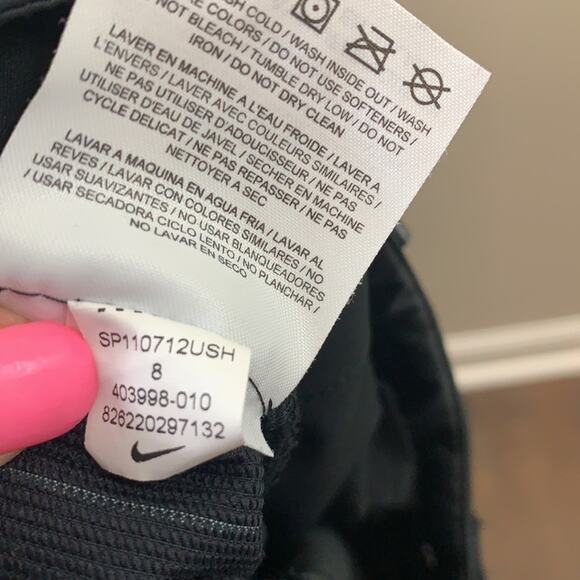 SH COLD / WASH INSIDE OUT / WASH
RE COLORS / DO NOT USE SOFTENERS /
NOT BLEACH / TUMBLE DRY LOW / DO NOT
IRON / DO NOT DRY CLEAN
LAVER EN MACHINE A L'EAU FROIDE / LAVER A
L'ENVERS / LAVER AVEC COULEURS SIMILAIRES /
NE PAS UTILISER D'ADOUCISSEUR / NE PAS
UTILISER D'EAU DE JAVEL / SECHER EN MACHINE
CYCLE DELICAT / NE PAS REPASSER / NE PAS
NETTOYER A SEC
LAVAR A MAQUINA EN AGUA FRIA / LAVAR AL
REVES / LAVAR CON COLORES SIMILARES / NO
USAR SUAVIZANTES / NO USAR BLANQUEADORES
/ USAR SECADORA CICLO LENTO / NO PLANCHAR /
NO LAVAR EN SECO
SP110712USH
8
403998-010
826220297132